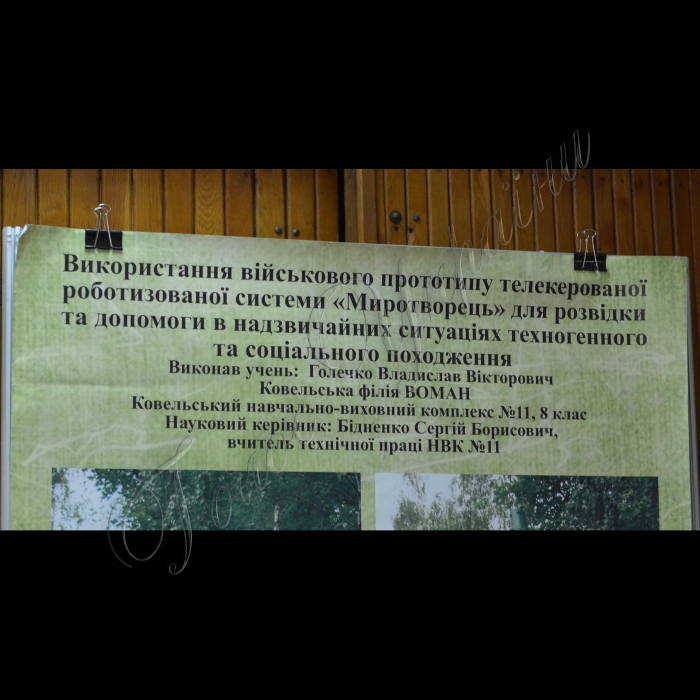 Використання військового прототипу телекерованої
роботизованої системи «Миротворець» для розвідки
та допомоги в надзвичайних ситуаціях техногенного
та соціального походження
Виконав учень: Голечко Владислав Вікторович
Ковельська філія ВОМАН
Ковельський навчально-виховний комплекс №11, 8 клас
Науковий керівник: Бідненко Сергій Борисович,
вчитель технічної праці НВК №11